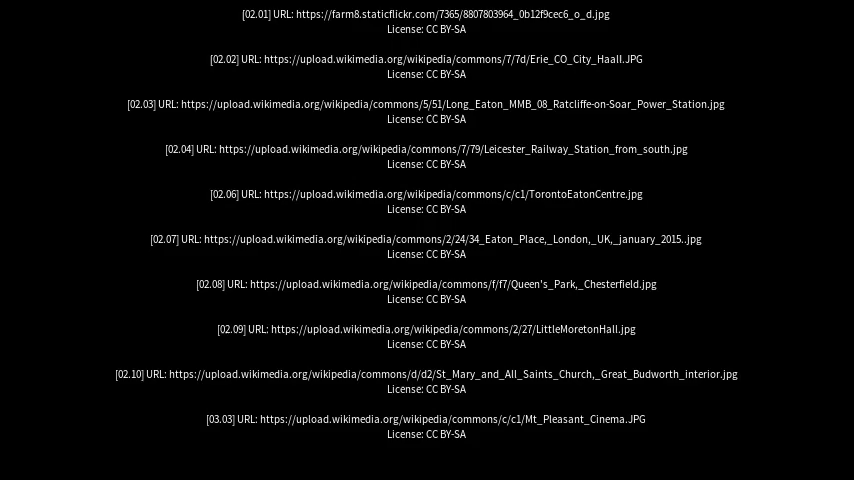 [02.01] URL: https://farm8.staticflickr.com/7365/8807803964_0b12f9cec6_o_d.jpg
License: CC BY-SA
[02.02] URL: https://upload.wikimedia.org/wikipedia/commons/7/7d/Erie_CO_City_Haall.JPG
License: CC BY-SA
[02.03] URL: https://upload.wikimedia.org/wikipedia/commons/5/51/Long_Eaton_MMB_08_Ratcliffe-on-Soar_Power_Station.jpg
License: CC BY-SA
[02.04] URL: https://upload.wikimedia.org/wikipedia/commons/7/79/Leicester_Railway_Station_from_south.jpg
License: CC BY-SA
[02.06] URL: https://upload.wikimedia.org/wikipedia/commons/c/c1/TorontoEatonCentre.jpg
License: CC BY-SA
[02.07] URL: https://upload.wikimedia.org/wikipedia/commons/2/24/34_Eaton_Place,_London,_UK,_january_2015..jpg
License: CC BY-SA
[02.08] URL: https://upload.wikimedia.org/wikipedia/commons/f/f7/Queen's_Park,_Chesterfield.jpg
License: CC BY-SA
[02.09] URL: https://upload.wikimedia.org/wikipedia/commons/2/27/LittleMoretonHall.jpg
License: CC BY-SA
[02.10] URL: https://upload.wikimedia.org/wikipedia/commons/d/d2/St_Mary_and_All_Saints_Church,_Great_Budworth_interior.jpg
License: CC BY-SA
[03.03] URL: https://upload.wikimedia.org/wikipedia/commons/c/c1/Mt_Pleasant_Cinema.JPG
License: CC BY-SA